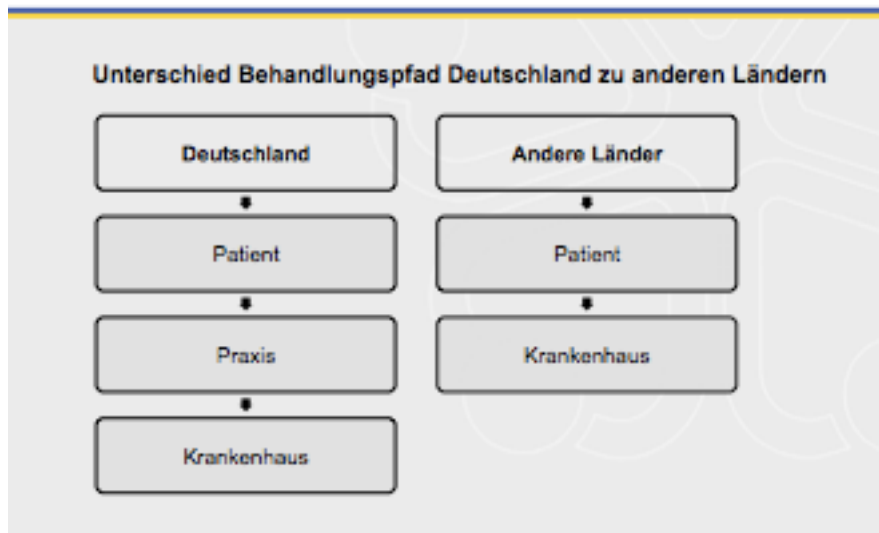 Unterschied Behandlungspfad Deutschland zu anderen Ländern
Deutschland
Patient
Praxis
Krankenhaus
Andere Länder
Patient
Krankenhaus